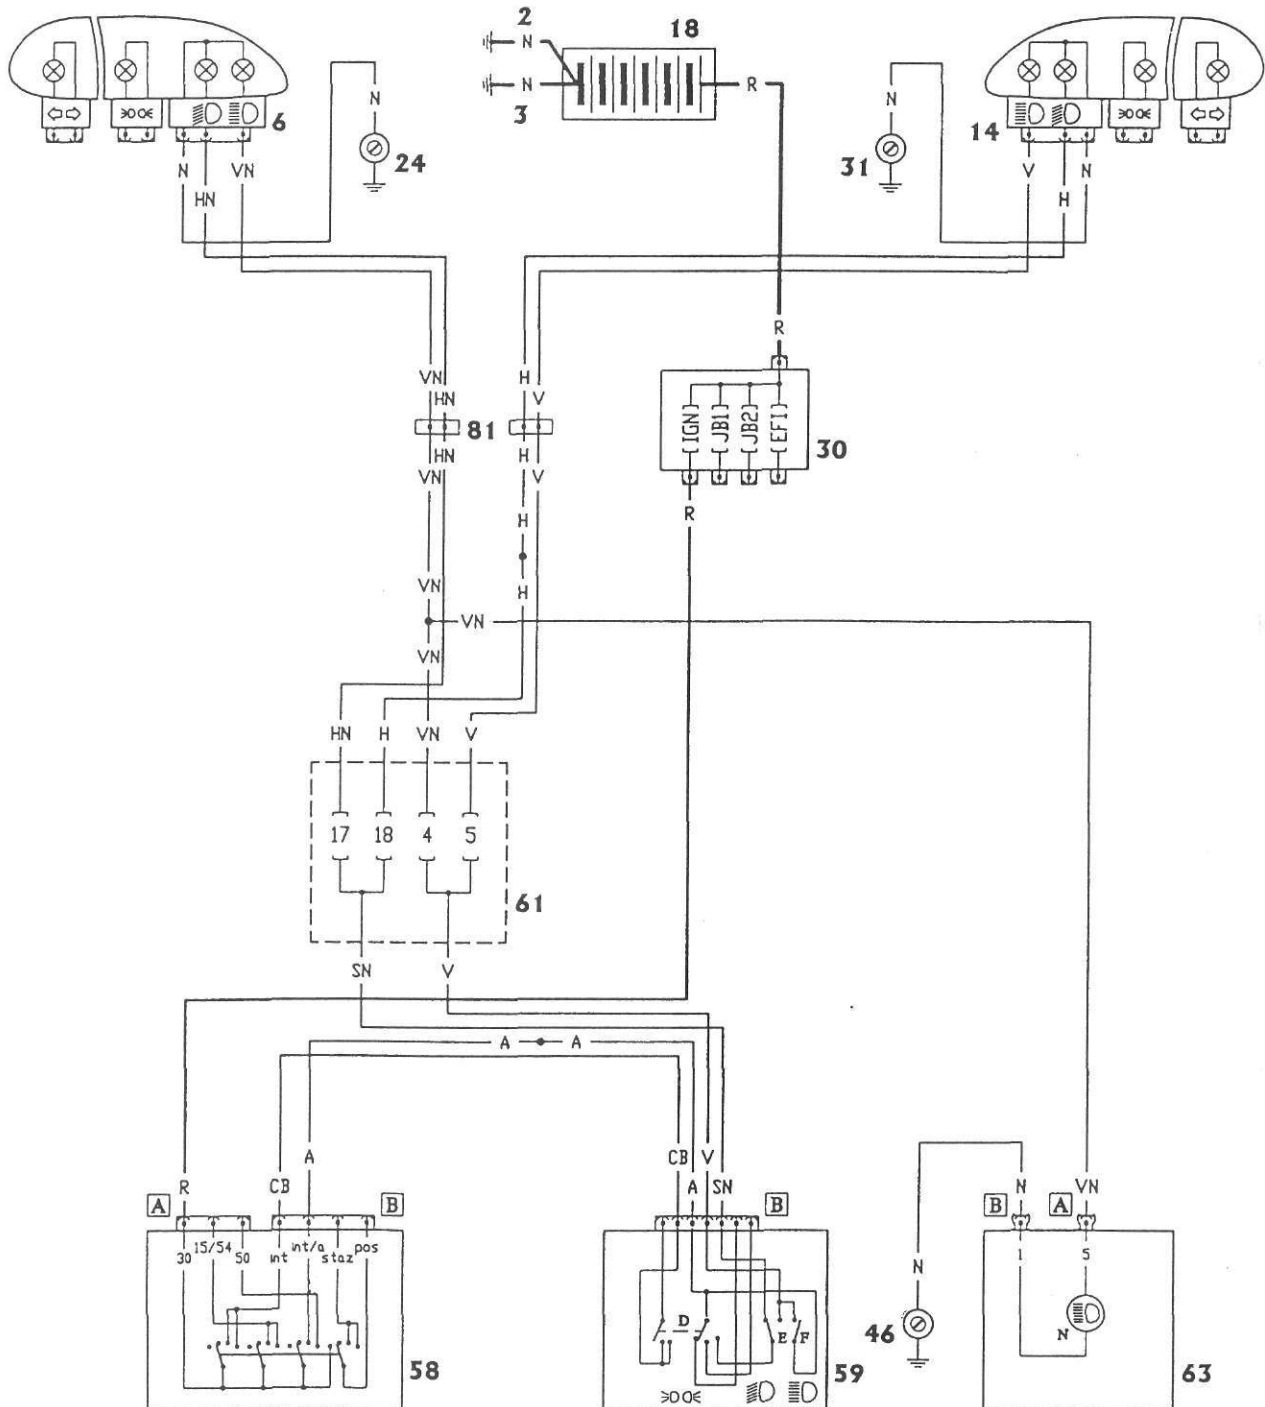 2
N
18
N
3
R
6
24
N
31
N
14
N
HN
VN
V
H
N
R
VN
HN
H
V
81
HN
VN
H
V
IGN
JB1
JB2
EFI
30
R
H
H
VN
VN
VN
HN
H
VN
V
17
18
4
5
61
SN
V
A
A
A
R
CB
A
B
30
15/54
50
int
int/a
staz
pos
58
CB
A
V
SN
B
D
E
F
59
N
N
VN
B
A
1
5
N
46
63